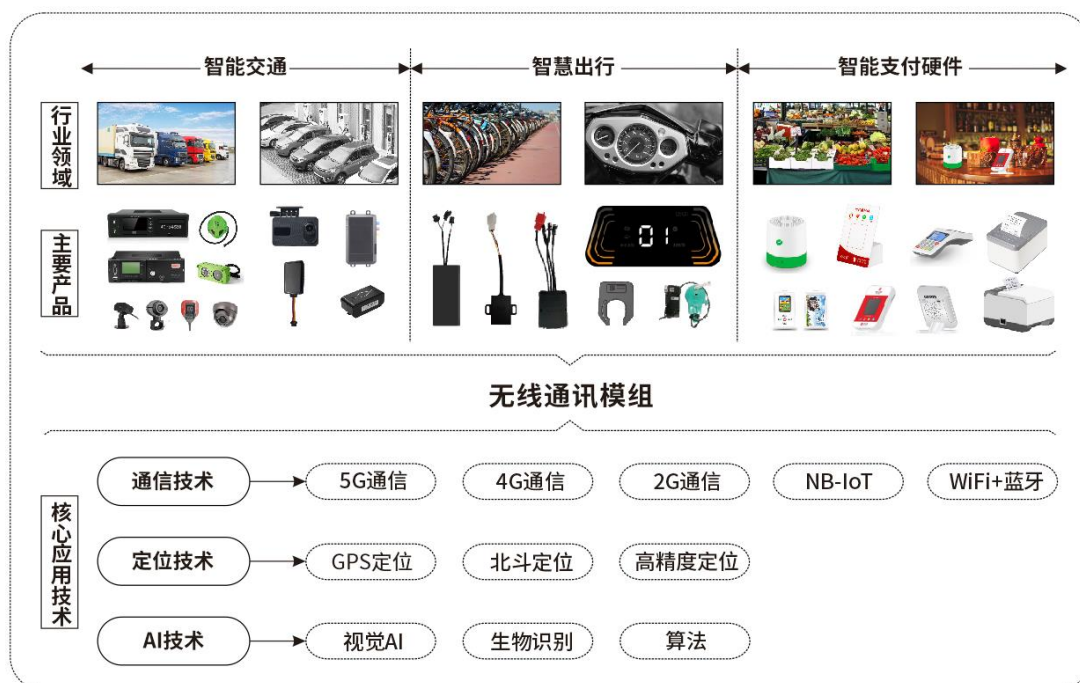 智能交通
智慧出行
智能支付硬件
行业领域
主要产品
01
无线通讯模组
核心应用技术
通信技术
5G通信
4G通信
2G通信
NB-IoT
WiFi+蓝牙
定位技术
GPS定位
北斗定位
高精度定位
AI技术
视觉AI
生物识别
算法